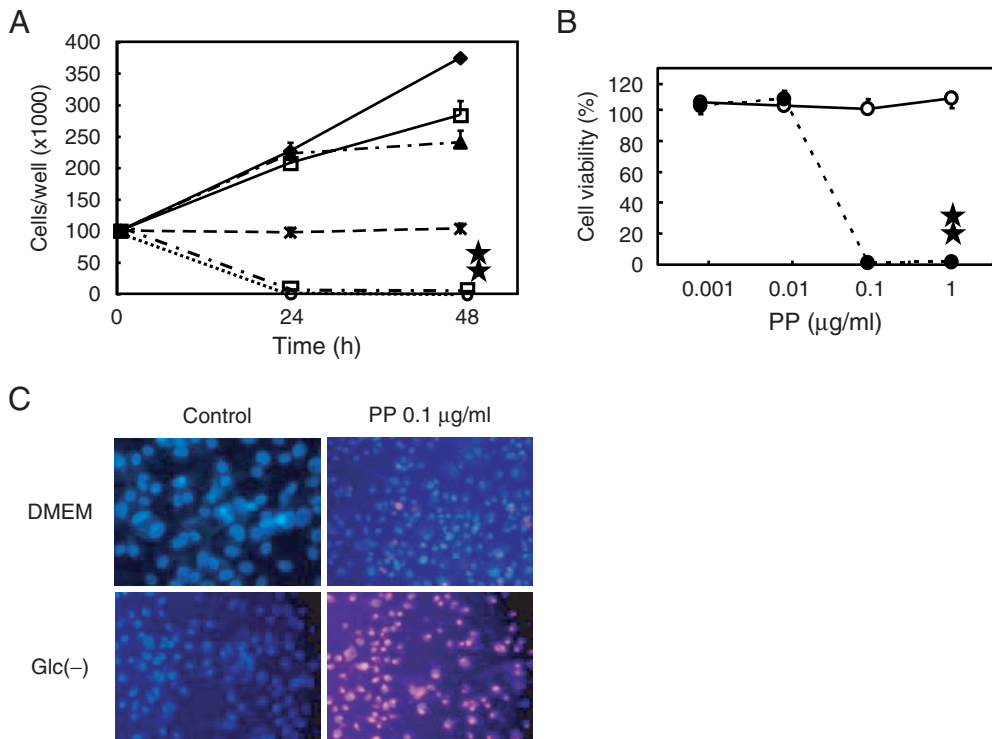 A
Cells/well (x1000)
400
350
300
250
200
150
100
50
0
0 24 48
Time (h)
B
Cell viability (%)
120
100
80
60
40
20
0
0.001 0.01 0.1 1
PP (µg/ml)
C
Control PP 0.1 µg/ml
DMEM
Glc(−)